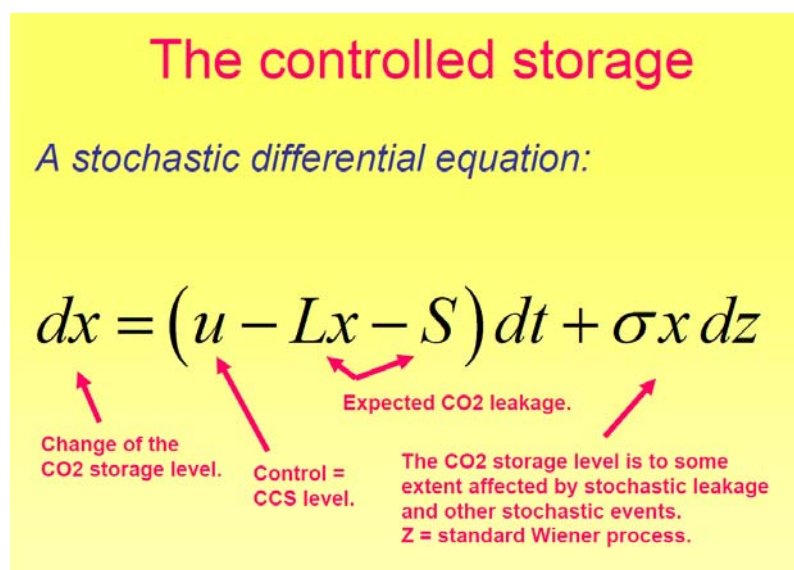 The controlled storage
A stochastic differential equation:
dx = (u − Lx − S) dt + σx dz
Expected CO2 leakage.
Change of the
CO2 storage level.
Control =
CCS level.
The CO2 storage level is to some
extent affected by stochastic leakage
and other stochastic events.
Z = standard Wiener process.